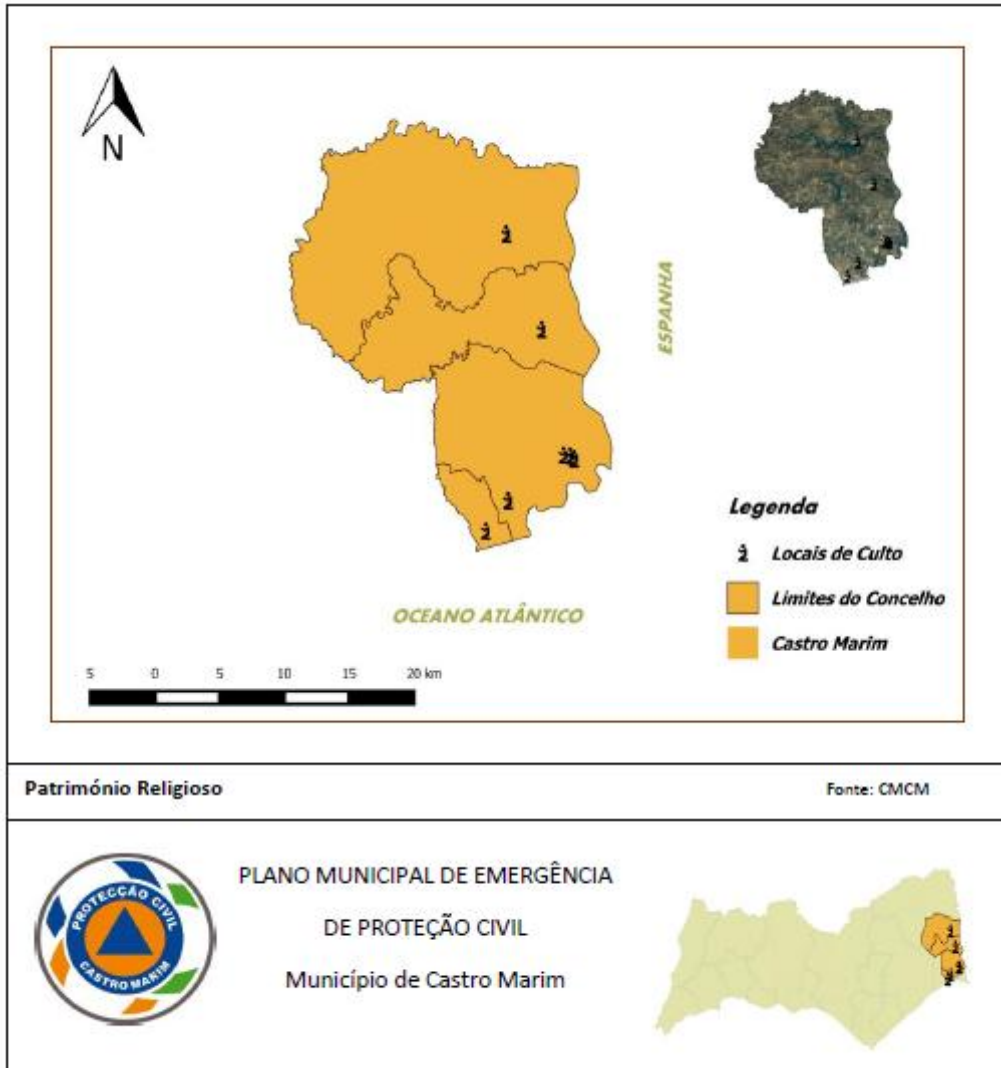 N
ESPANHA
OCEANO ATLÂNTICO
Legenda
Locais de Culto
Limites do Concelho
Castro Marim
5 0 5 10 15 20 km
Património Religioso
Fonte: CMCM
PROTECÇÃO CIVIL
CASTRO MARIM
PLANO MUNICIPAL DE EMERGÊNCIA
DE PROTEÇÃO CIVIL
Município de Castro Marim